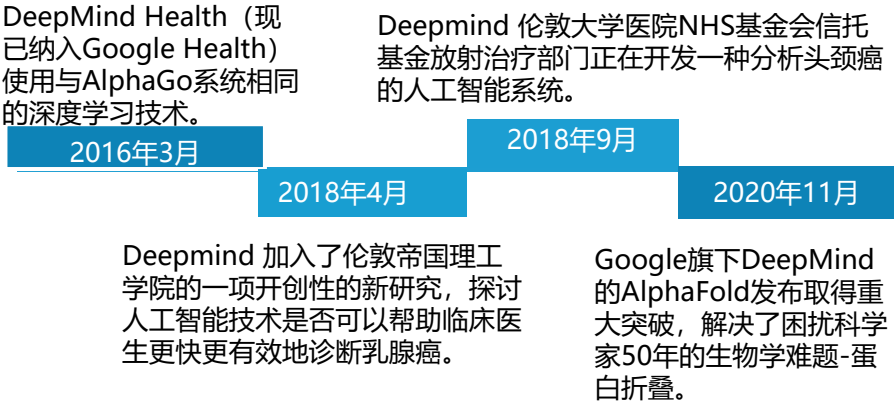 DeepMind Health（现
已纳入Google Health）
使用与AlphaGo系统相同
的深度学习技术。
2016年3月
Deepmind 加入了伦敦帝国理工
学院的一项开创性的新研究，探讨
人工智能技术是否可以帮助临床医
生更快更有效地诊断乳腺癌。
2018年4月
Deepmind 伦敦大学医院NHS基金会信托
基金放射治疗部门正在开发一种分析头颈癌
的人工智能系统。
2018年9月
2020年11月
Google旗下DeepMind
的AlphaFold发布取得重
大突破，解决了困扰科学
家50年的生物学难题-蛋
白折叠。